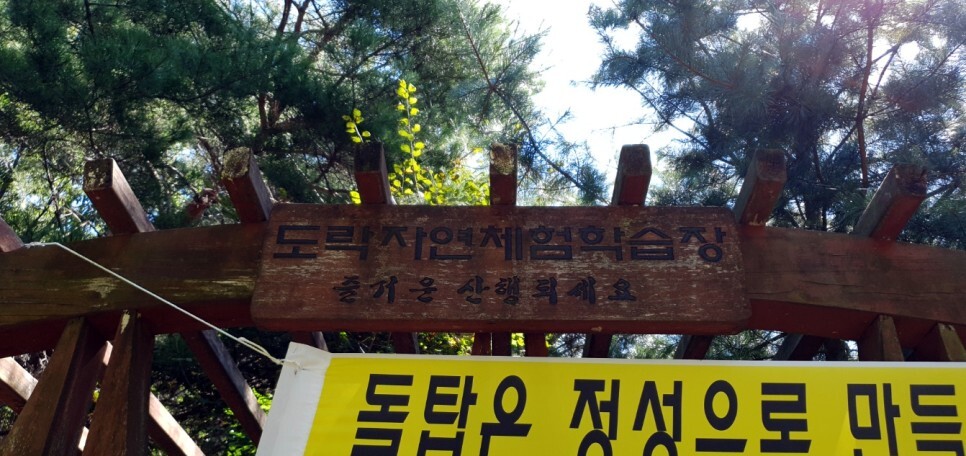 도락자연체험학습장
즐거운 산행되세요
돌탑은 정성으로 만